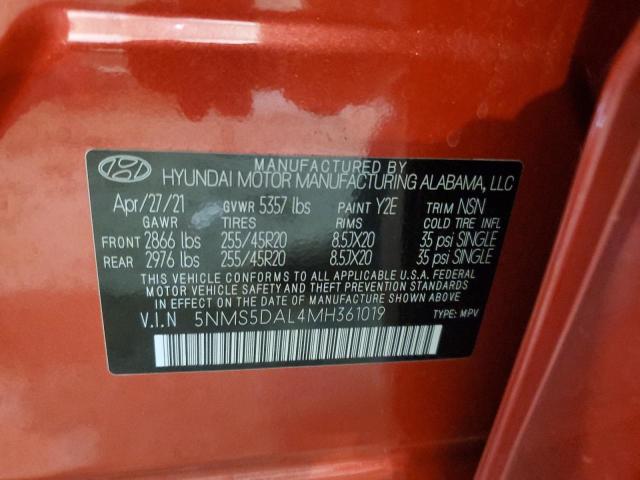 MANUFACTURED BY
HYUNDAI MOTOR MANUFACTURING ALABAMA, LLC
Apr/27/21 GVWR 5357 lbs PAINT Y2E TRIM NSN
GAWR TIRES RIMS COLD TIRE INFL
FRONT 2866 lbs 255/45R20 8.5JX20 35 psi SINGLE
REAR 2976 lbs 255/45R20 8.5JX20 35 psi SINGLE
THIS VEHICLE CONFORMS TO ALL APPLICABLE U.S.A. FEDERAL
MOTOR VEHICLE SAFETY AND THEFT PREVENTION STANDARDS
IN EFFECT ON THE DATE OF MANUFACTURE SHOWN ABOVE.
V.I.N 5NMS5DAL4MH361019 TYPE: MPV